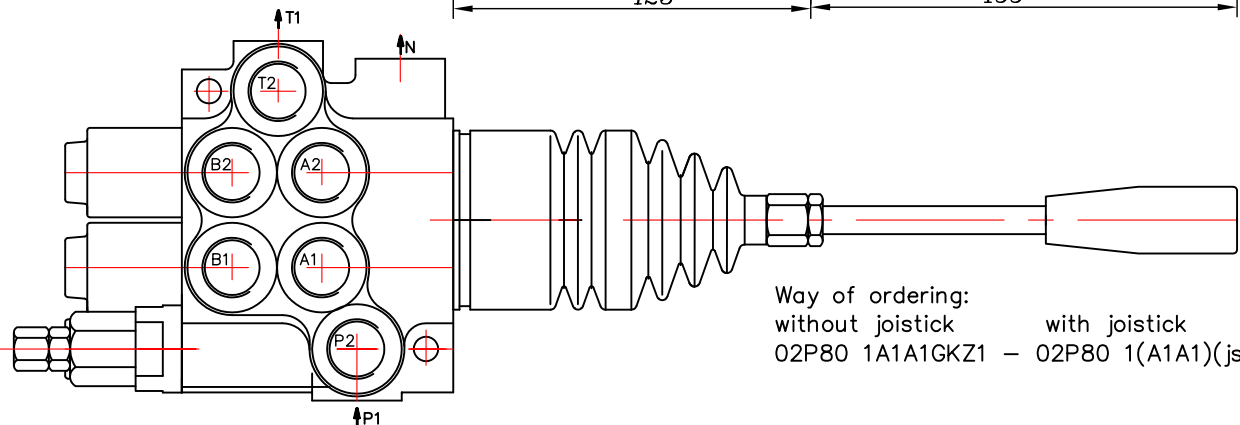 T1
N
T2
B2 A2
B1 A1
P2
P1
Way of ordering:
without joistick with joistick
02P80 1A1A1GKZ1 – 02P80 1(A1A1)(js